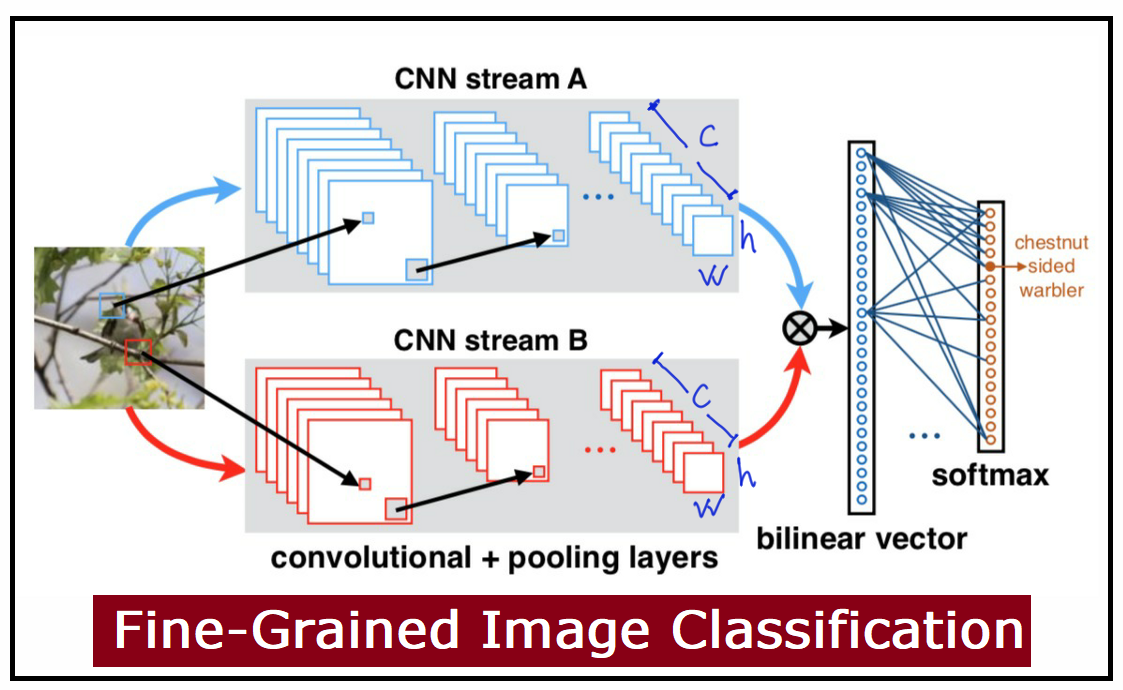 CNN stream A
C
h
W
CNN stream B
C
h
W
convolutional + pooling layers
bilinear vector
softmax
chestnut
sided
warbler
Fine-Grained Image Classification